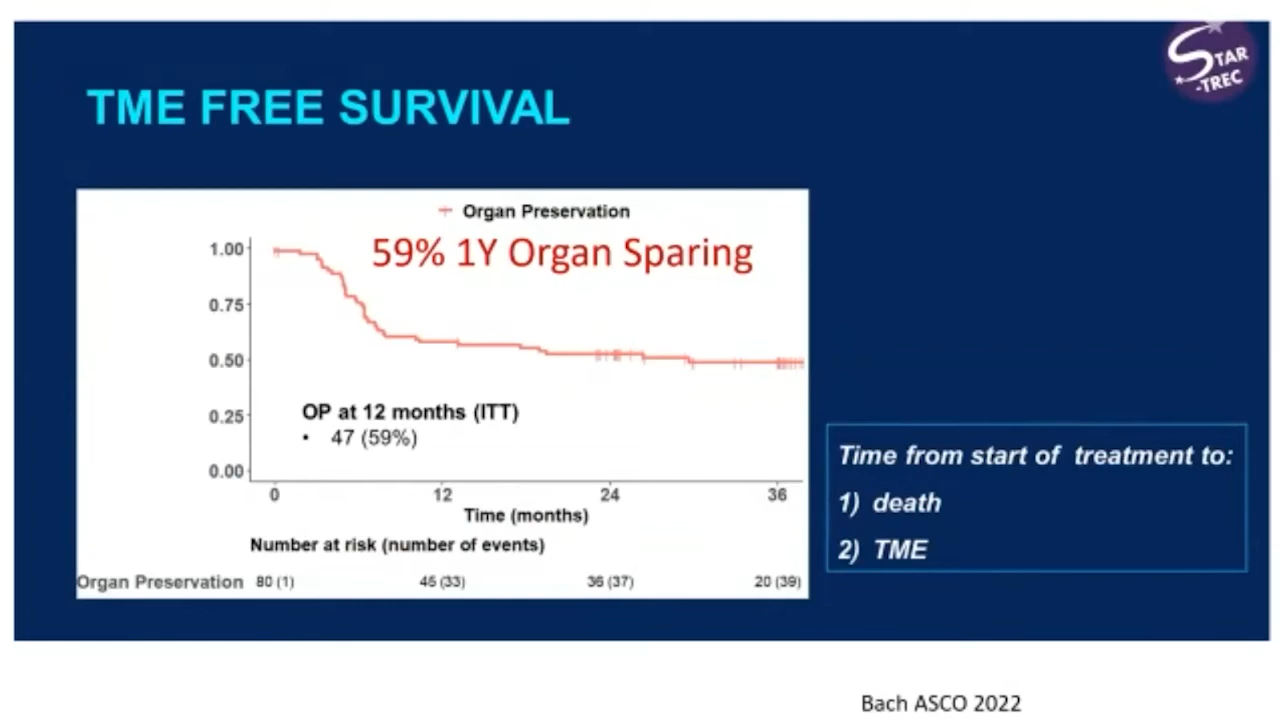 STAR
-TREC
TME FREE SURVIVAL
Organ Preservation
59% 1Y Organ Sparing
1.00
0.75
0.50
0.25
0.00
OP at 12 months (ITT)
• 47 (59%)
0 12 24 36
Time (months)
Number at risk (number of events)
Organ Preservation 80 (1) 45 (33) 36 (37) 20 (39)
Time from start of treatment to:
1) death
2) TME
Bach ASCO 2022